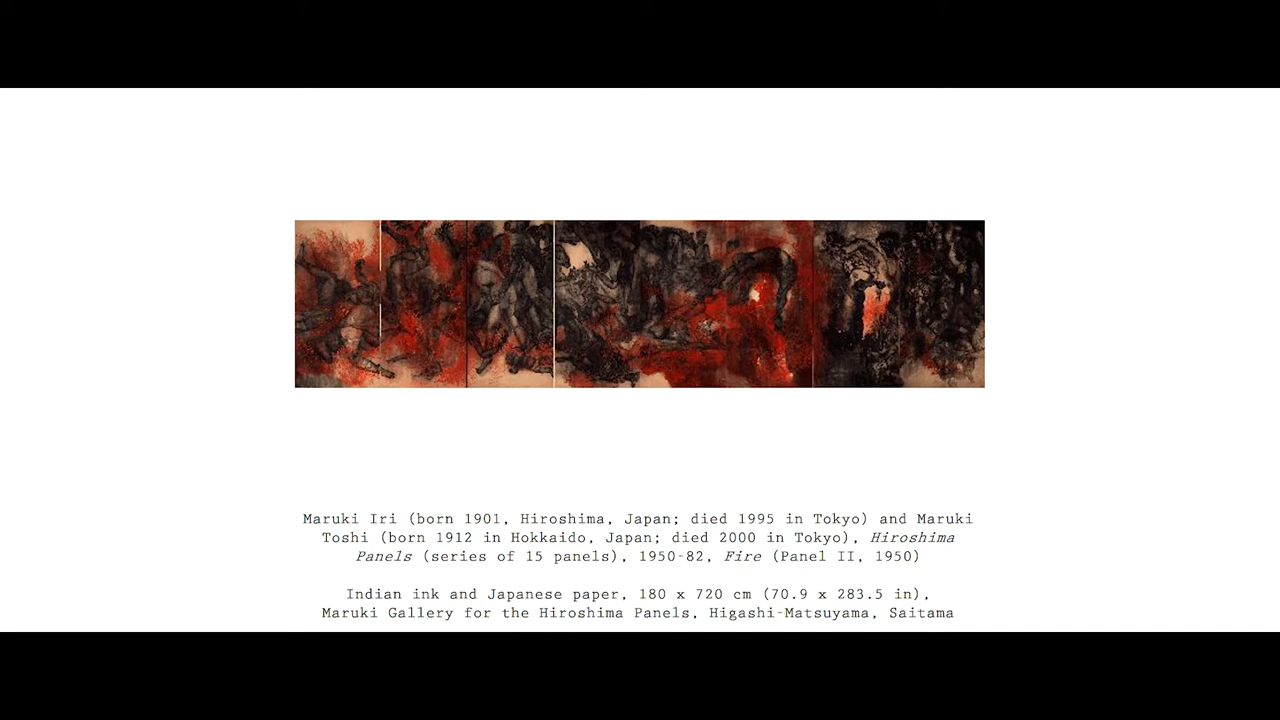 Maruki Iri (born 1901, Hiroshima, Japan; died 1995 in Tokyo) and Maruki
Toshi (born 1912 in Hokkaido, Japan; died 2000 in Tokyo), Hiroshima
Panels (series of 15 panels), 1950-82, Fire (Panel II, 1950)
Indian ink and Japanese paper, 180 x 720 cm (70.9 x 283.5 in),
Maruki Gallery for the Hiroshima Panels, Higashi-Matsuyama, Saitama